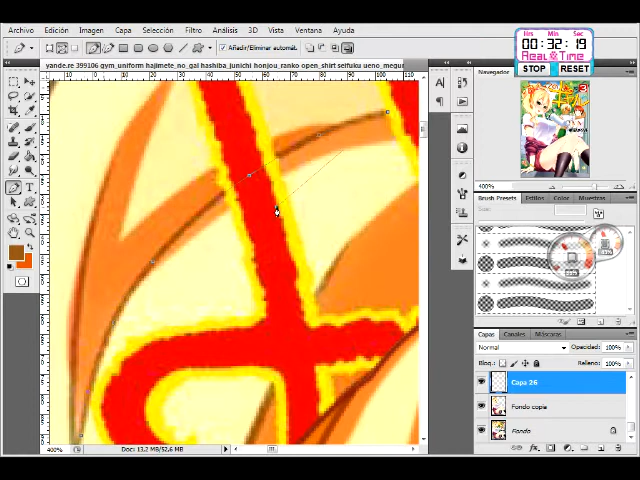 Archivo Edición Imagen Capa Selección Filtro Análisis 3D Vista Ventana Ayuda
Hrs Min Sec
00:32:19
Real & Time
STOP RESET
Añadir/Eliminar automát.
yande.re 399106 gym_uniform hajimete_no_gal hashiba_junichi honjou_ranko open_shirt seifuku ueno_megum
Navegador
400%
Brush Presets Estilos Color Muestras
Capas Canales Máscaras
Normal Opacidad: 100%
Bloq.: Relleno: 100%
Capa 26
Fondo copia
Fondo
400% Doc: 13,2 MB/52,6 MB